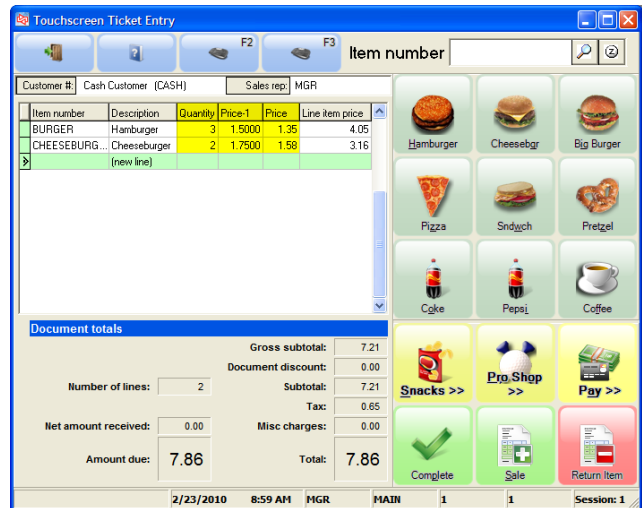 Touchscreen Ticket Entry
F2 F3 Item number
Customer #: Cash Customer (CASH) Sales rep: MGR
Item number Description Quantity Price-1 Price Line item price
BURGER Hamburger 3 1.5000 1.35 4.05
CHEESEBURG... Cheeseburger 2 1.7500 1.58 3.16
(new line)
Hamburger Cheesebgr Big Burger
Pizza Sndwch Pretzel
Coke Pepsi Coffee
Document totals
Gross subtotal: 7.21
Document discount: 0.00
Number of lines: 2 Subtotal: 7.21
Tax: 0.65
Net amount received: 0.00 Misc charges: 0.00
Amount due: 7.86 Total: 7.86
Snacks >> Pro Shop >> Pay >>
Complete Sale Return Item
2/23/2010 8:59 AM MGR MAIN 1 1 Session: 1